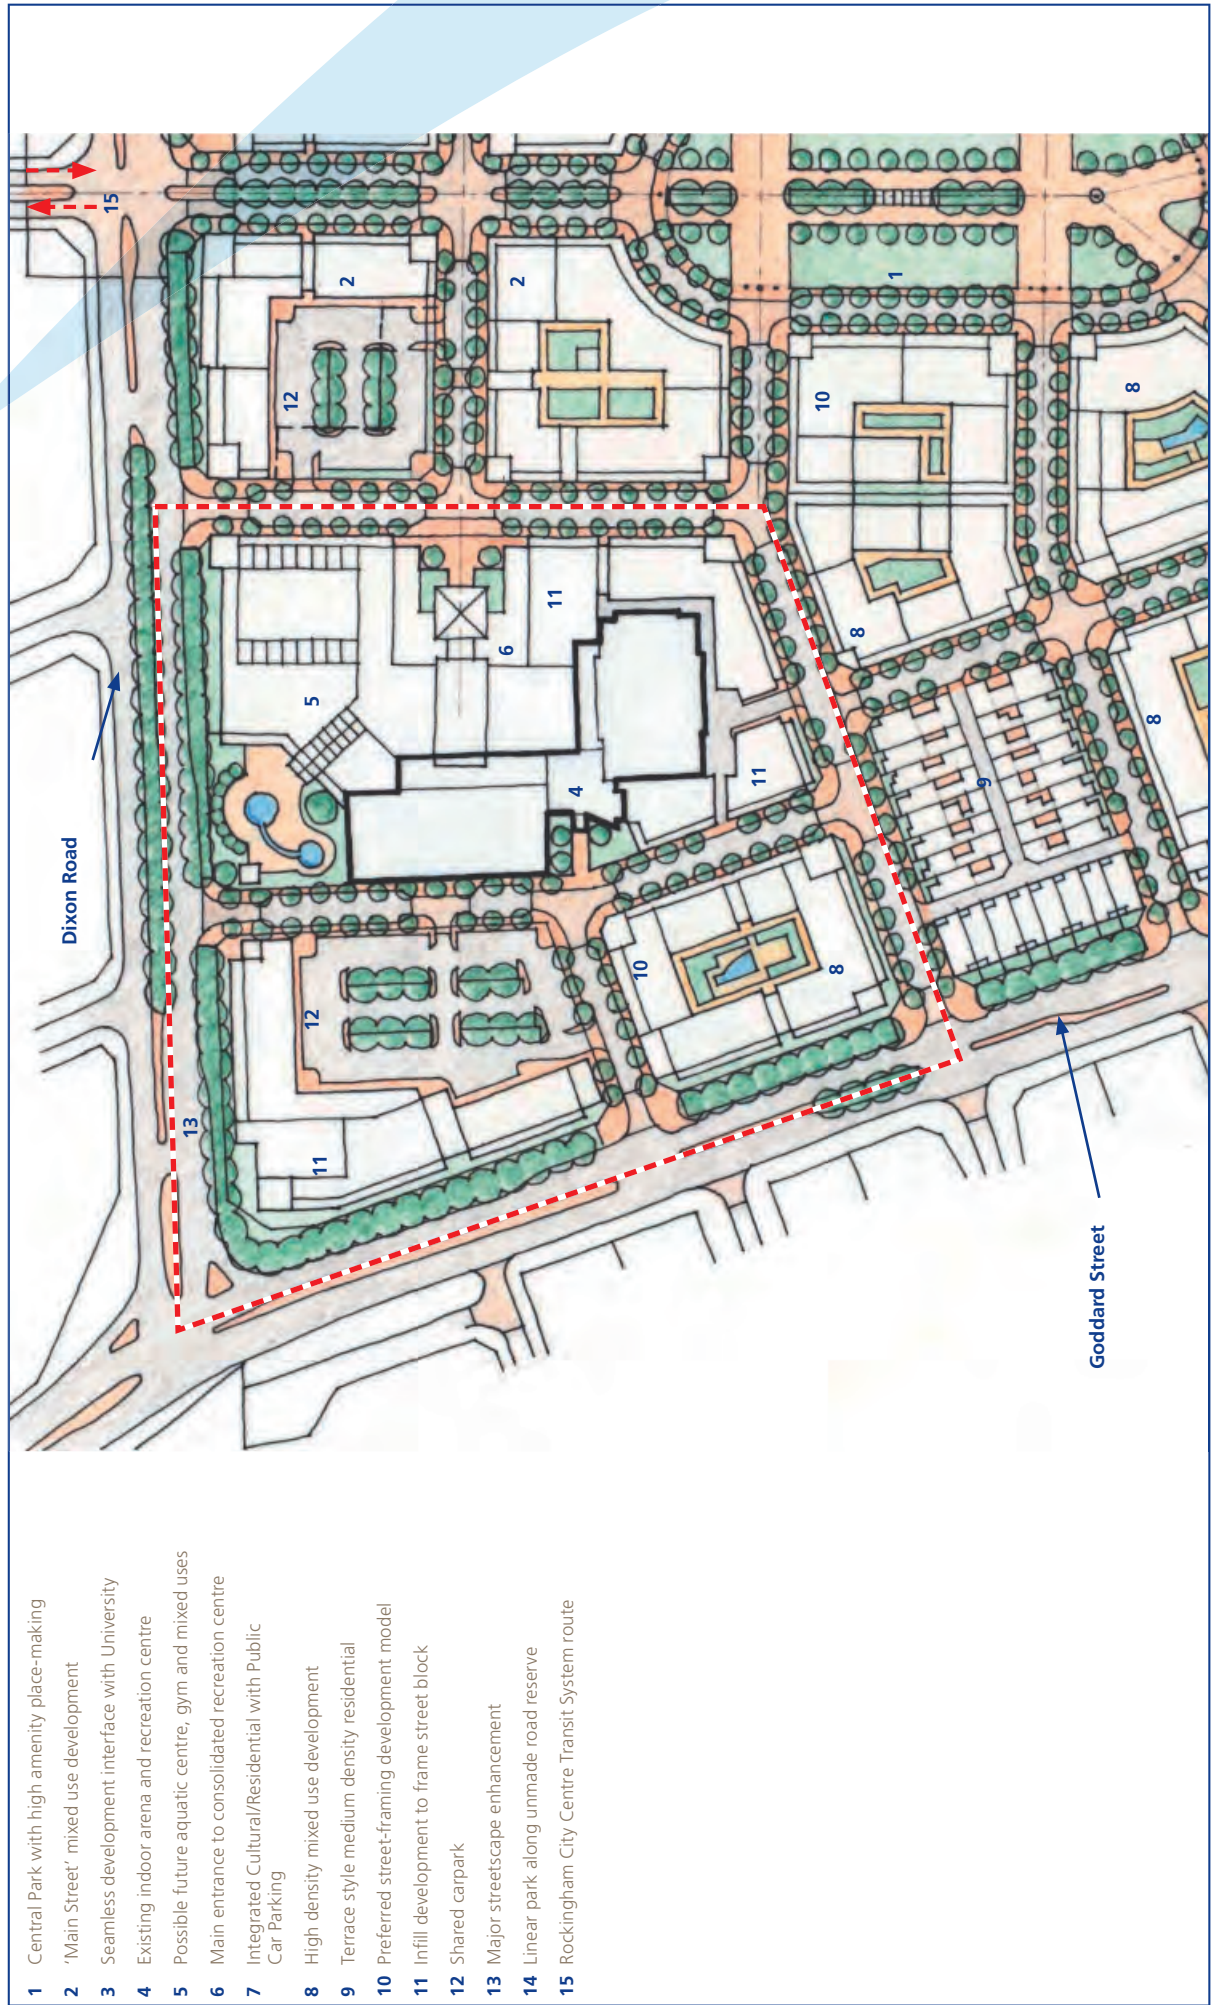 1 Central Park with high amenity place-making
2 'Main Street' mixed use development
3 Seamless development interface with University
4 Existing indoor arena and recreation centre
5 Possible future aquatic centre, gym and mixed uses
6 Main entrance to consolidated recreation centre
7 Integrated Cultural/Residential with Public
Car Parking
8 High density mixed use development
9 Terrace style medium density residential
10 Preferred street-framing development model
11 Infill development to frame street block
12 Shared carpark
13 Major streetscape enhancement
14 Linear park along unmade road reserve
15 Rockingham City Centre Transit System route
Dixon Road
Goddard Street
15
2
2
1
12
10
8
5
6
11
8
4
11
9
8
12
10
8
13
11